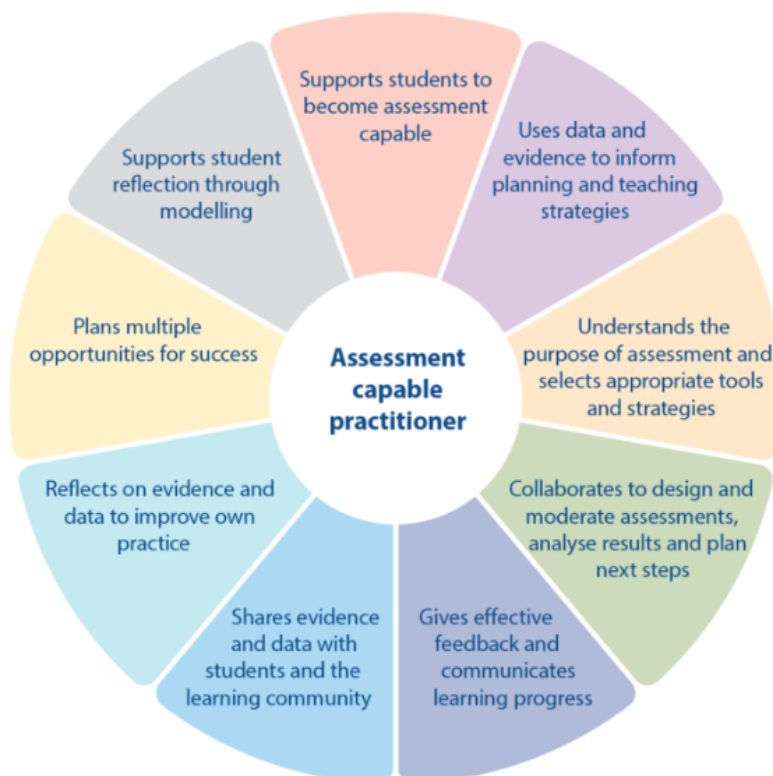 Supports students to
become assessment
capable
Uses data and
evidence to inform
planning and teaching
strategies
Understands the
purpose of assessment and
selects appropriate tools
and strategies
Collaborates to design and
moderate assessments,
analyse results and plan
next steps
Gives effective
feedback and
communicates
learning progress
Shares evidence
and data with
students and the
learning community
Reflects on evidence and
data to improve own
practice
Plans multiple
opportunities for success
Supports student
reflection through
modelling
Assessment
capable
practitioner